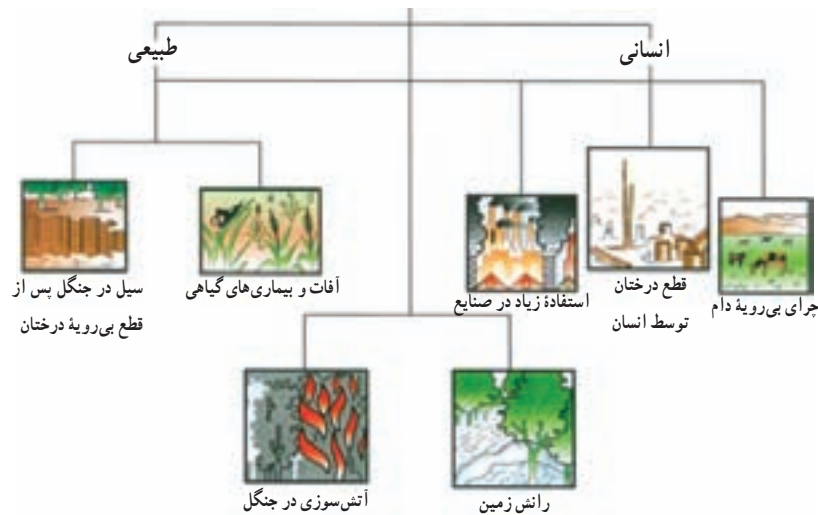 انسانی
طبیعی
چرای بی‌رویهٔ دام
قطع درختان
توسط انسان
استفادهٔ زیاد در صنایع
آفات و بیماری‌های گیاهی
سیل در جنگل پس از
قطع بی‌رویهٔ درختان
رانش زمین
آتش‌سوزی در جنگل